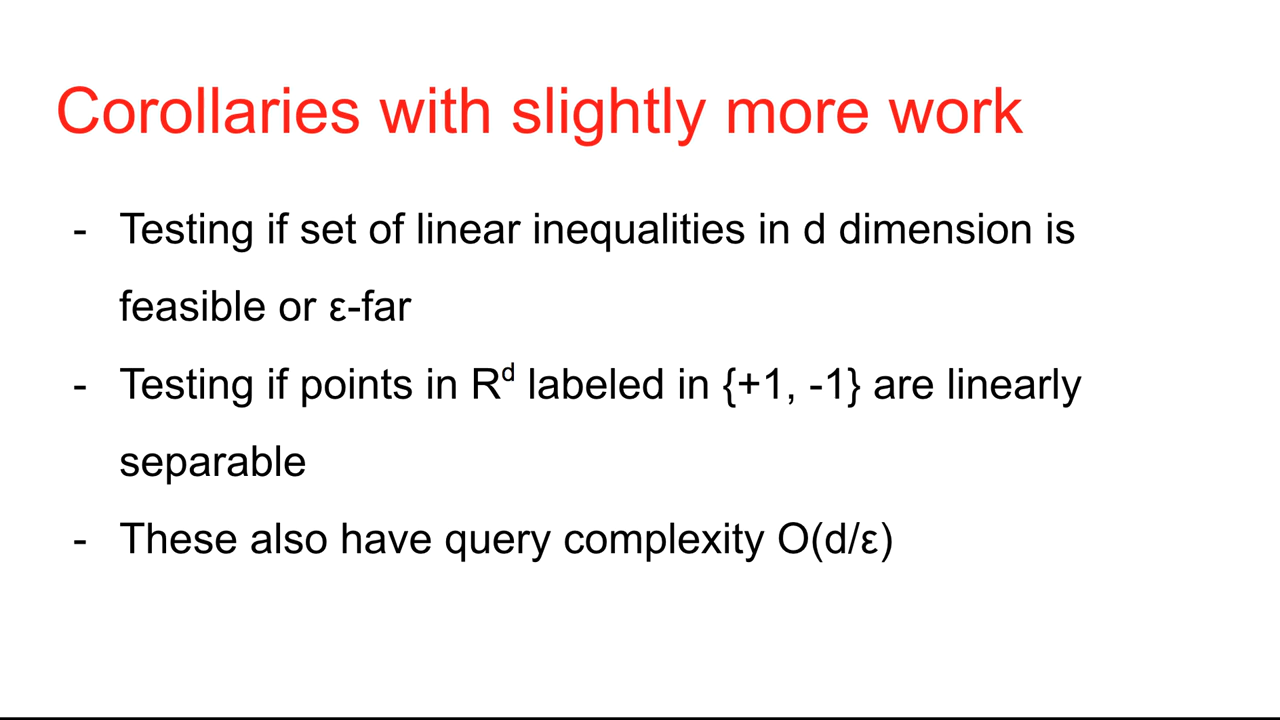 Corollaries with slightly more work
- Testing if set of linear inequalities in d dimension is
feasible or ε-far
- Testing if points in R^d labeled in {+1, -1} are linearly
separable
- These also have query complexity O(d/ε)